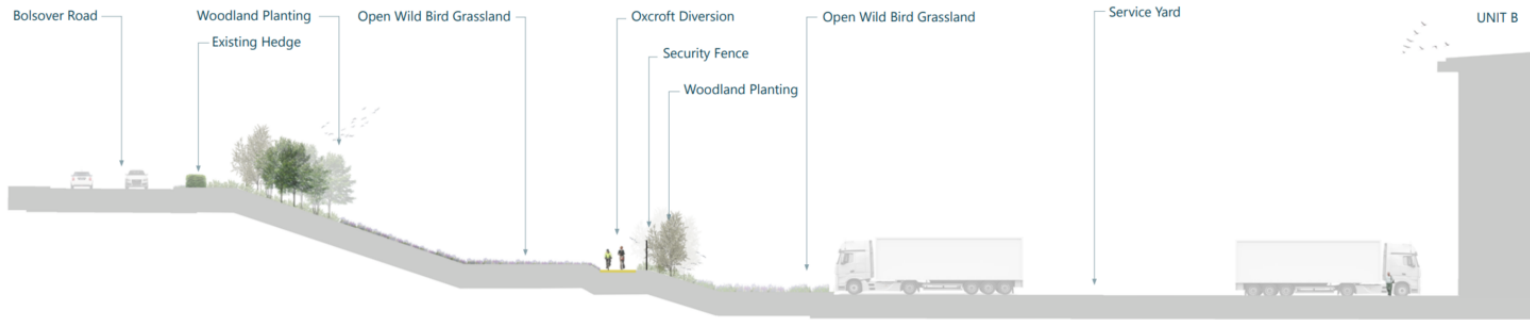 Bolsover Road
Existing Hedge
Woodland Planting
Open Wild Bird Grassland
Oxcroft Diversion
Security Fence
Woodland Planting
Open Wild Bird Grassland
Service Yard
UNIT B